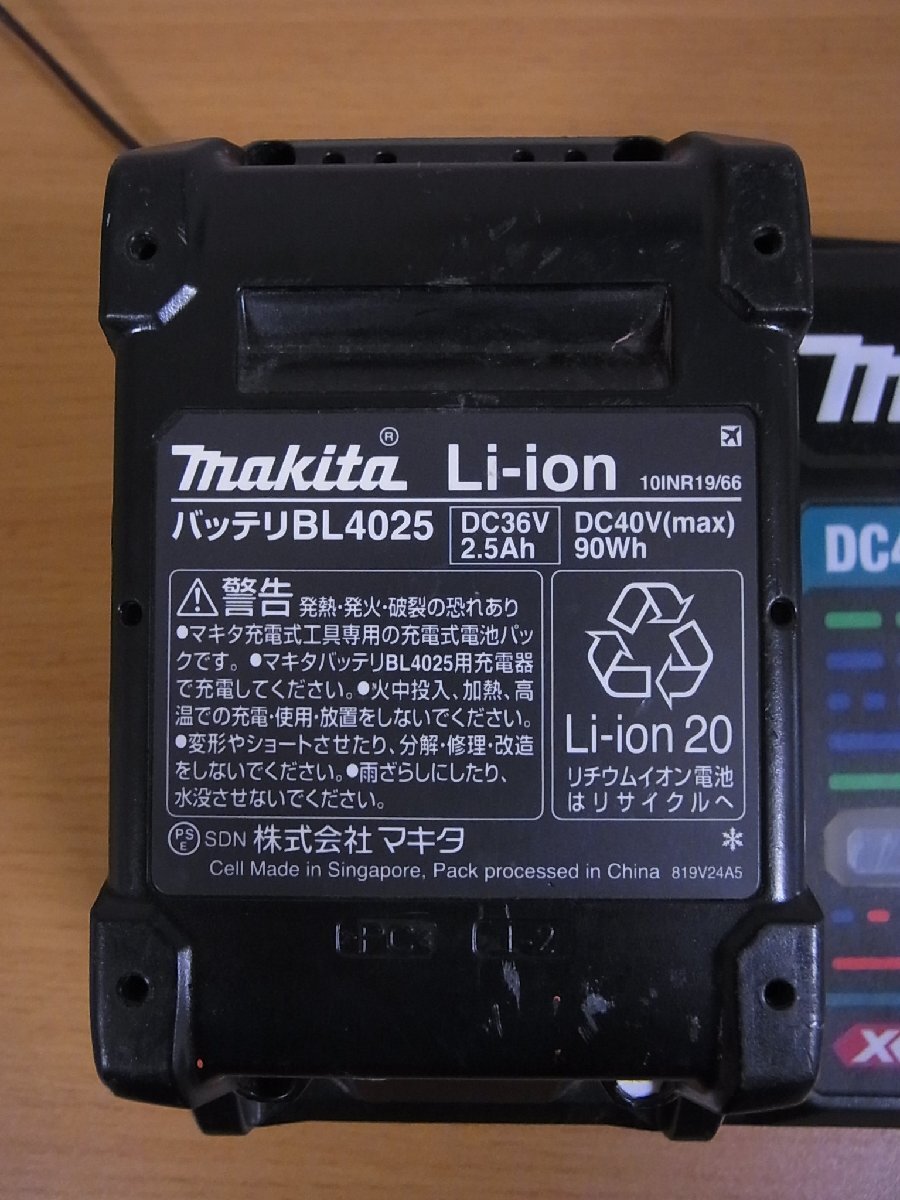 makita® Li-ion 10INR19/66
バッテリBL4025 DC36V 2.5Ah DC40V(max) 90Wh
警告 発熱・発火・破裂の恐れあり
●マキタ充電式工具専用の充電式電池パッ
クです。●マキタバッテリBL4025用充電器
で充電してください。●火中投入、加熱、高
温での充電・使用・放置をしないでください。
●変形やショートさせたり、分解・修理・改造
をしないでください。●雨ざらしにしたり、
水没させないでください。
Li-ion 20
リチウムイオン電池
はリサイクルへ
PSE SDN 株式会社 マキタ
Cell Made in Singapore, Pack processed in China 819V24A5